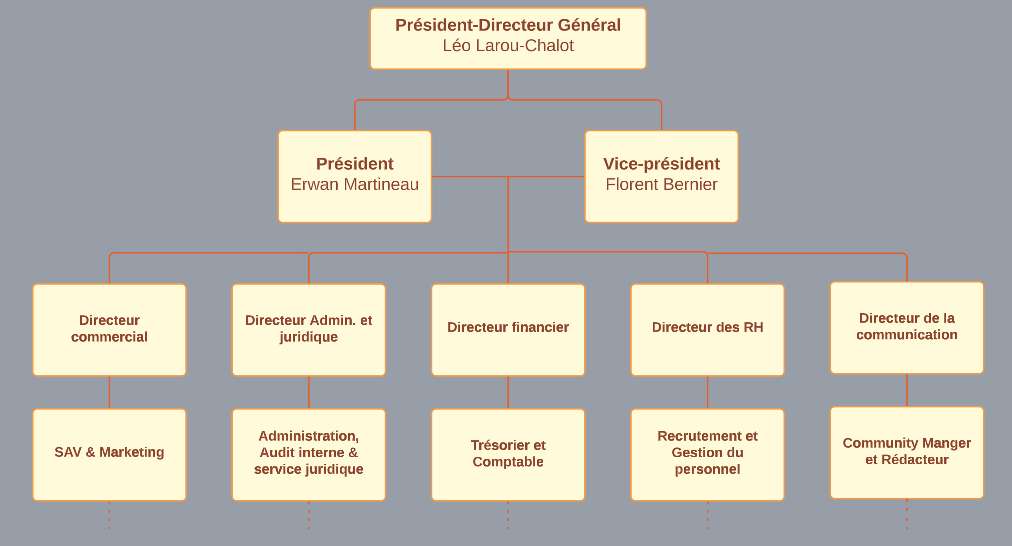 Président-Directeur Général
Léo Larou-Chalot
Président
Erwan Martineau
Vice-président
Florent Bernier
Directeur
commercial
Directeur Admin. et
juridique
Directeur financier
Directeur des RH
Directeur de la
communication
SAV & Marketing
Administration,
Audit interne &
service juridique
Trésorier et
Comptable
Recrutement et
Gestion du
personnel
Community Manger
et Rédacteur